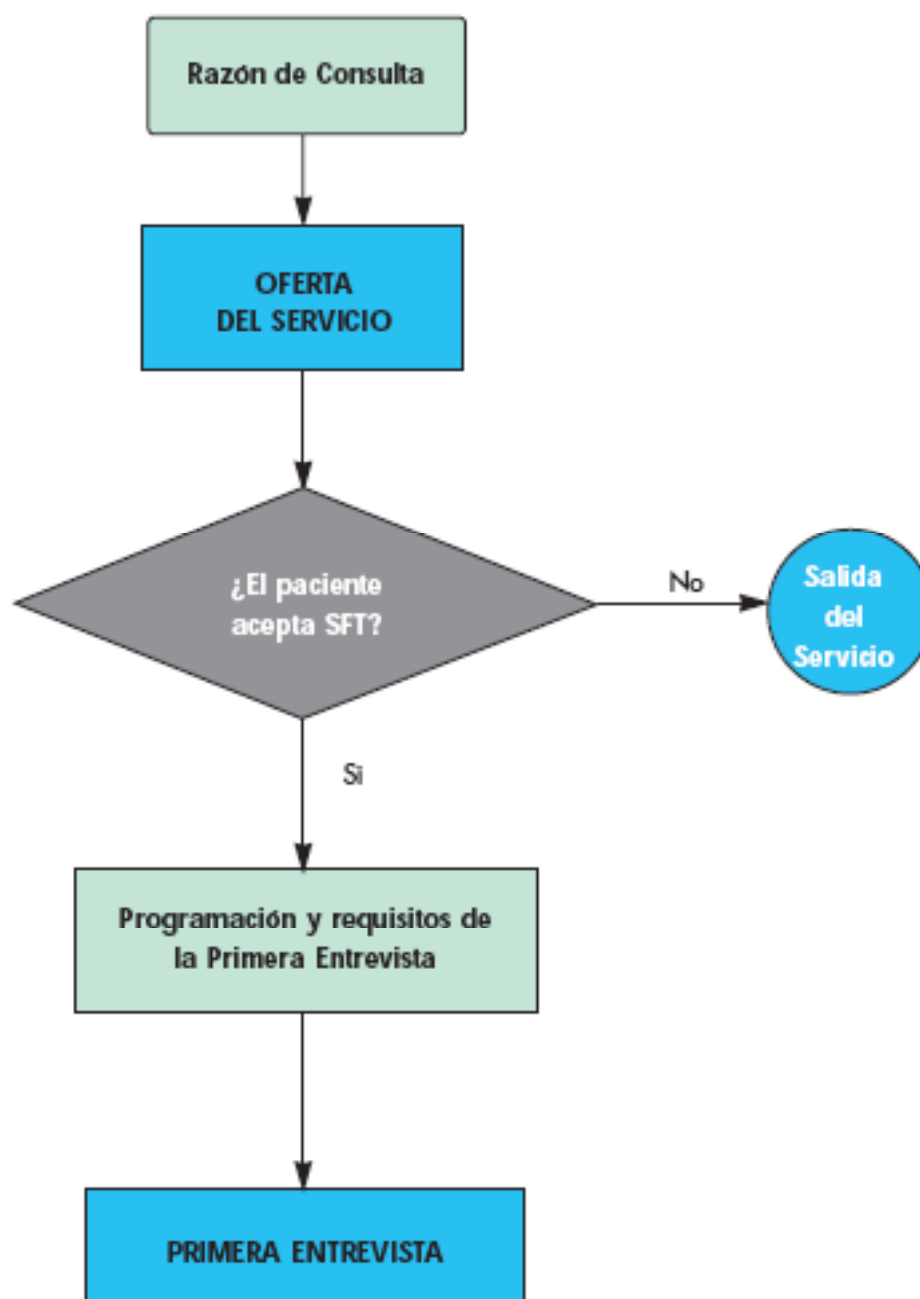 Razón de Consulta
OFERTA
DEL SERVICIO
¿El paciente
acepta SFT?
No
Salida
del
Servicio
Si
Programación y requisitos de
la Primera Entrevista
PRIMERA ENTREVISTA